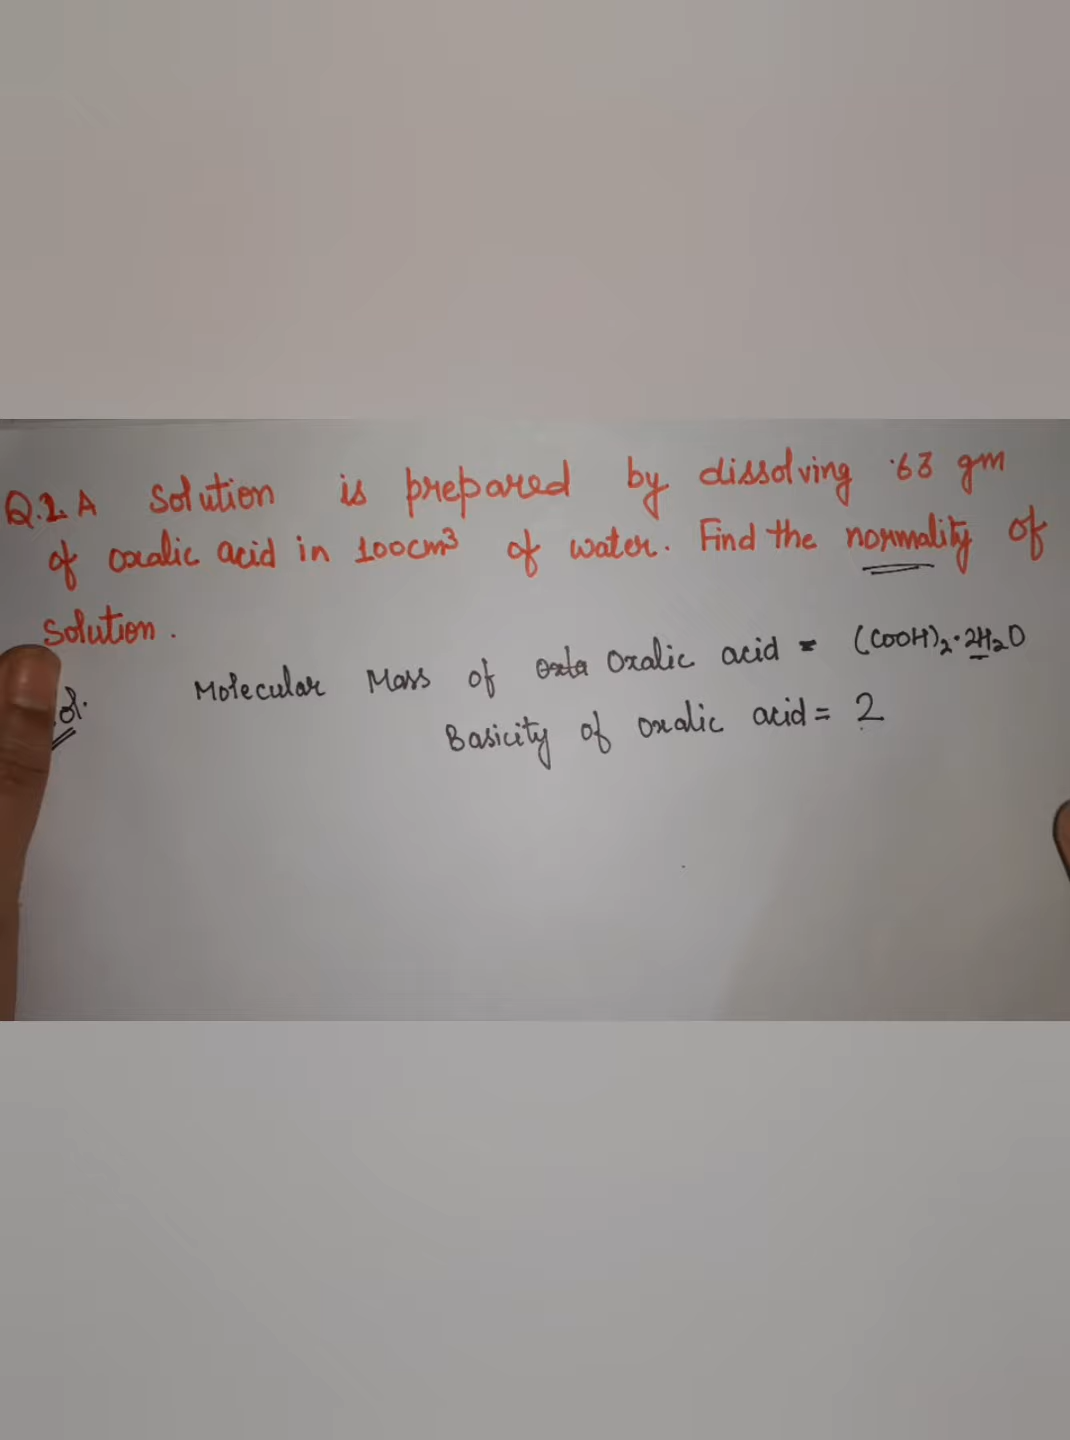 Q.1. A Solution is prepared by dissolving .63 gm
of oxalic acid in 100cm³ of water. Find the normality of
solution.
Molecular Mass of Oxalic acid = (COOH)₂·2H₂O
ol.
Basicity of oxalic acid = 2